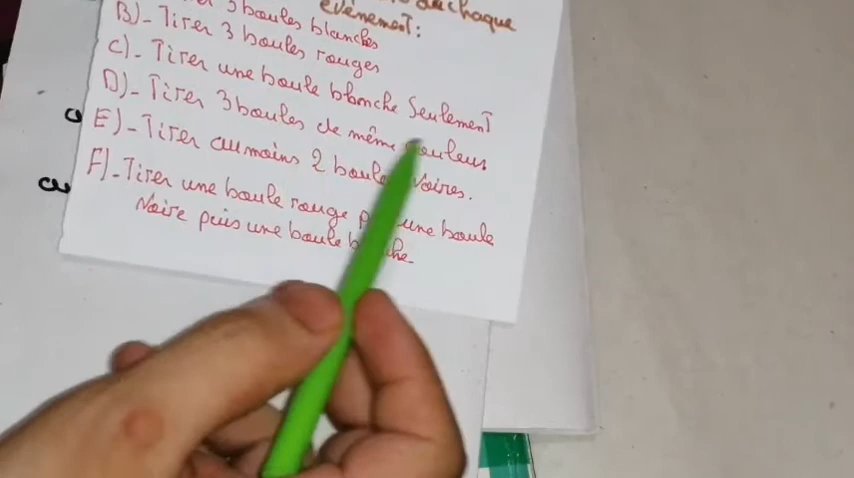 de chaque
3 boules évènement:
B)- Tirer 3 boules blanches
C)- Tirer 3 boules rouges
D)- Tirer une boule blanche Seulement
E)- Tirer 3 boules de même couleur
F)- Tirer au moins 2 boules Noires.
Tirer une boule rouge une boule
Noire puis une boule